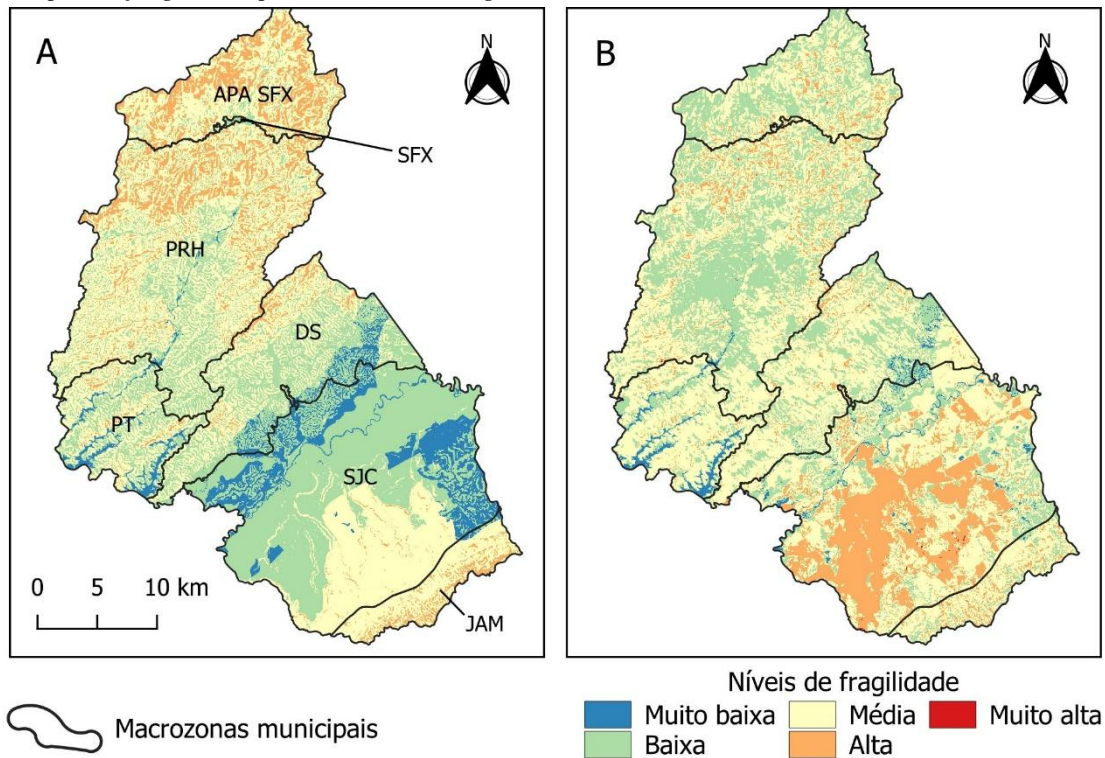 A
N
APA SFX
SFX
PRH
DS
PT
SJC
JAM
0 5 10 km
B
N
Macrozonas municipais
Níveis de fragilidade
Muito baixa
Média
Muito alta
Baixa
Alta